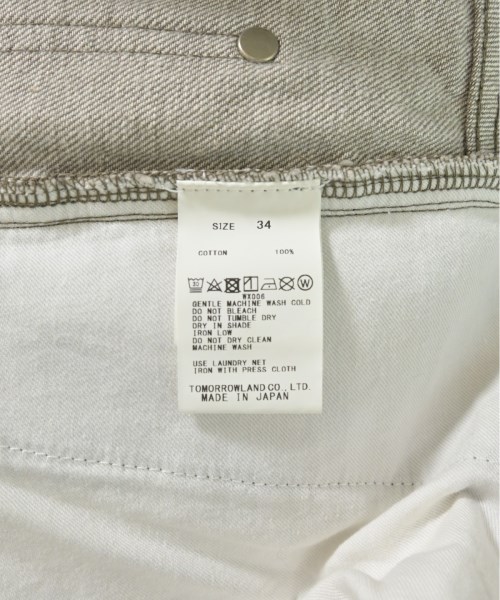 SIZE 34
COTTON 100%
WX006
GENTLE MACHINE WASH COLD
DO NOT BLEACH
DO NOT TUMBLE DRY
DRY IN SHADE
IRON LOW
DO NOT DRY CLEAN
MACHINE WASH
USE LAUNDRY NET
IRON WITH PRESS CLOTH
TOMORROWLAND CO., LTD.
MADE IN JAPAN